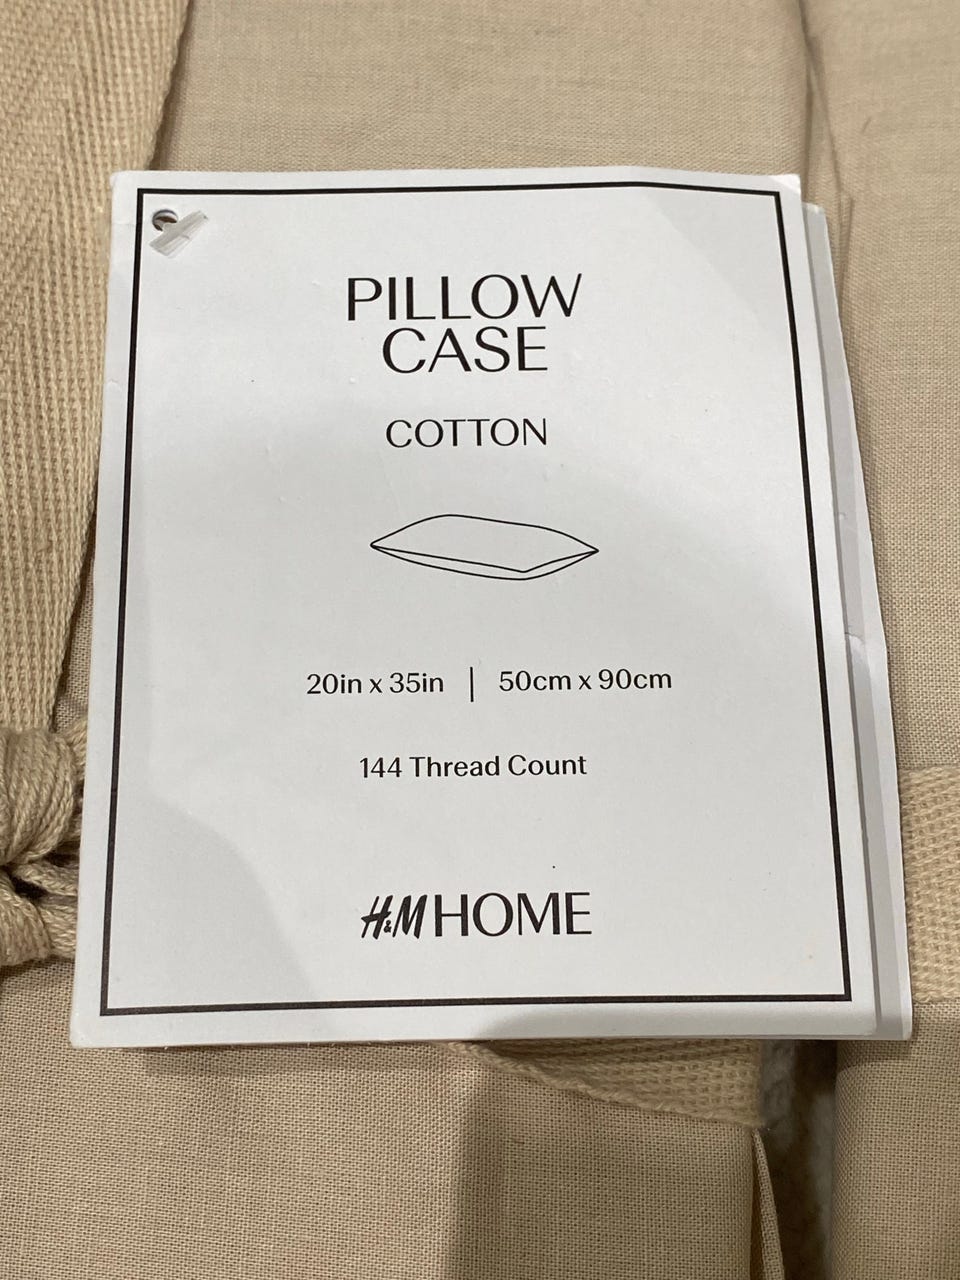 PILLOW
CASE
COTTON
20in x 35in | 50cm x 90cm
144 Thread Count
H&M HOME